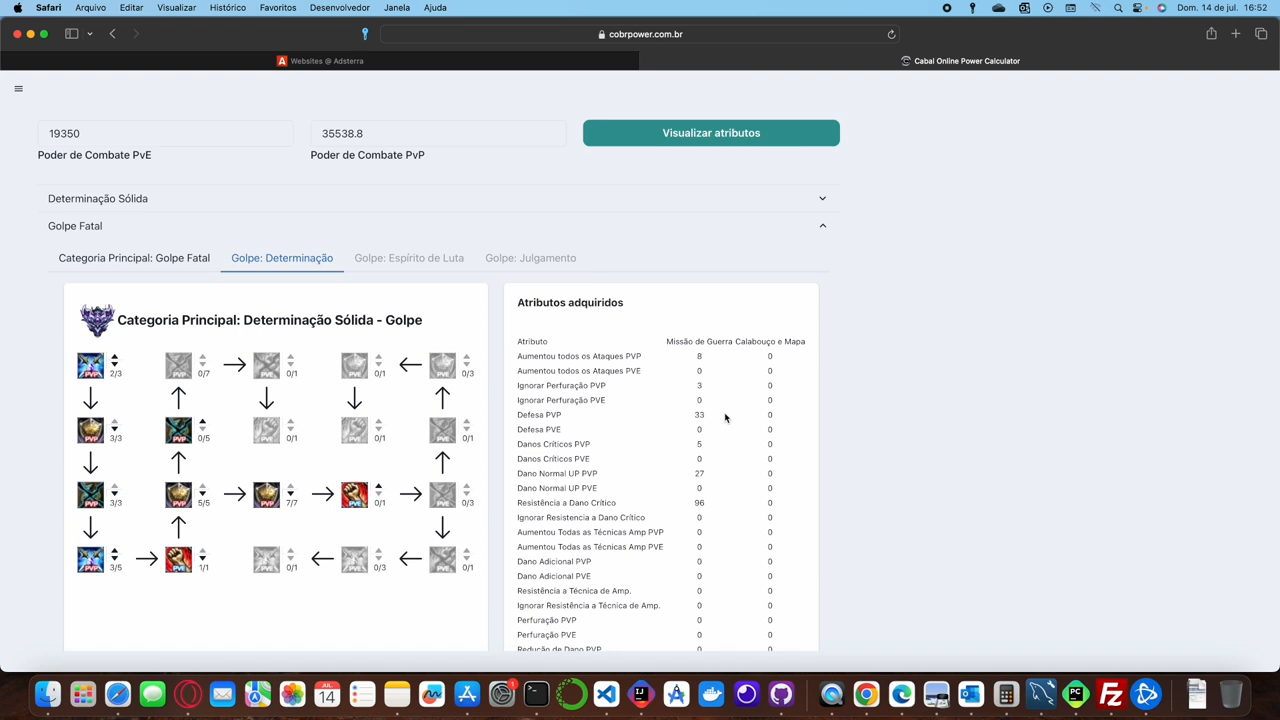 Safari Arquivo Editar Visualizar Histórico Favoritos Desenvolvedor Janela Ajuda Dom. 14 de jul. 16:52
cobrpower.com.br
Websites @ Adsterra Cabal Online Power Calculator
19350 35538.8 Visualizar atributos
Poder de Combate PvE Poder de Combate PvP
Determinação Sólida
Golpe Fatal
Categoria Principal: Golpe Fatal Golpe: Determinação Golpe: Espírito de Luta Golpe: Julgamento
Categoria Principal: Determinação Sólida - Golpe
2/3 0/7 0/1 0/1 0/3
3/3 0/5 0/1 0/1 0/1
3/3 5/5 7/7 0/1 0/3
3/5 1/1 0/1 0/3 0/1
Atributos adquiridos
Atributo Missão de Guerra Calabouço e Mapa
Aumentou todos os Ataques PVP 8 0
Aumentou todos os Ataques PVE 0 0
Ignorar Perfuração PVP 3 0
Ignorar Perfuração PVE 0 0
Defesa PVP 33 0
Defesa PVE 0 0
Danos Críticos PVP 5 0
Danos Críticos PVE 0 0
Dano Normal UP PVP 27 0
Dano Normal UP PVE 0 0
Resistência a Dano Crítico 96 0
Ignorar Resistencia a Dano Crítico 0 0
Aumentou Todas as Técnicas Amp PVP 0 0
Aumentou Todas as Técnicas Amp PVE 0 0
Dano Adicional PVP 0 0
Dano Adicional PVE 0 0
Resistência a Técnica de Amp. 0 0
Ignorar Resistência a Técnica de Amp. 0 0
Perfuração PVP 0 0
Perfuração PVE 0 0
Redução de Dano PVP 0 0
JUL
14
1